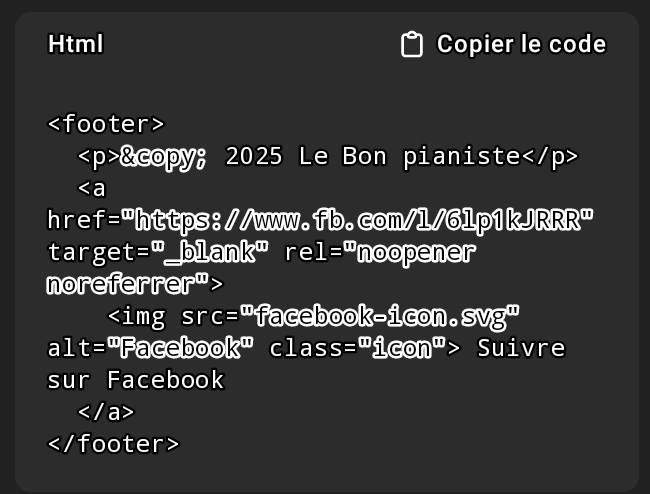 Html
Copier le code
<footer>
  <p>&copy; 2025 Le Bon pianiste</p>
  <a
href="https://www.fb.com/l/6lp1kJRRR"
target="_blank" rel="noopener
noreferrer">
    <img src="facebook-icon.svg"
alt="Facebook" class="icon"> Suivre
sur Facebook
  </a>
</footer>